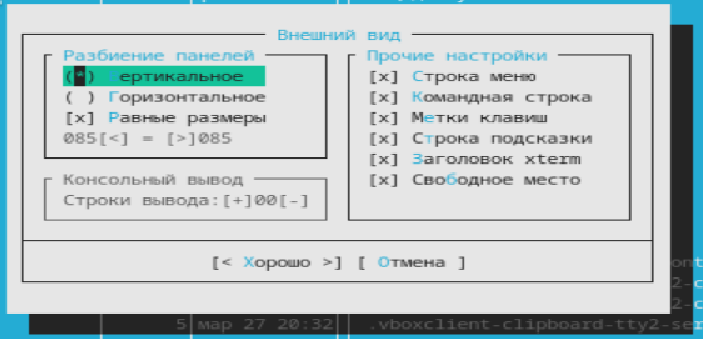 Внешний вид
Разбиение панелей
(*) Вертикальное
( ) Горизонтальное
[x] Равные размеры
085[<] = [>]085
Консольный вывод
Строки вывода:[+]00[-]
Прочие настройки
[x] Строка меню
[x] Командная строка
[x] Метки клавиш
[x] Строка подсказки
[x] Заголовок xterm
[x] Свободное место
[< Хорошо >] [ Отмена ]
5 мар 27 20:32 .vboxclient-clipboard-tty2-ser